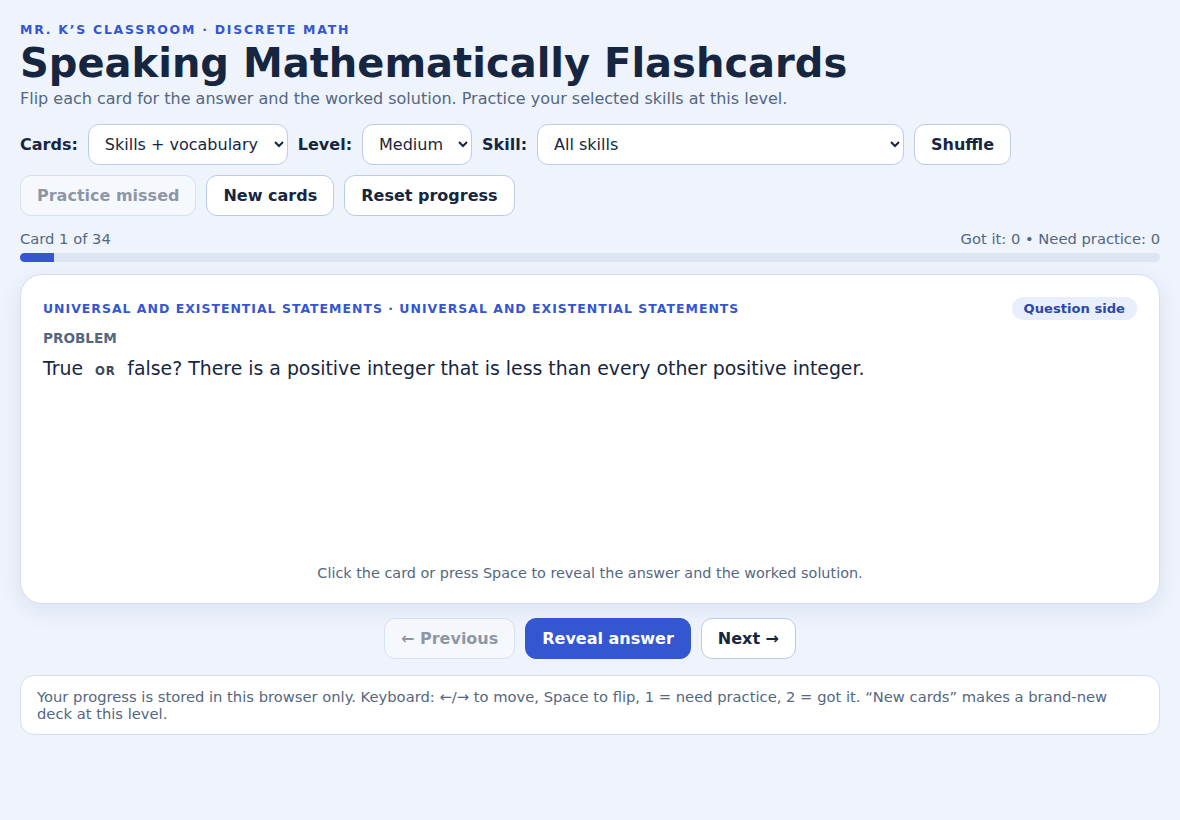 MR. K’S CLASSROOM · DISCRETE MATH
Speaking Mathematically Flashcards
Flip each card for the answer and the worked solution. Practice your selected skills at this level.
Cards: Skills + vocabulary Level: Medium Skill: All skills Shuffle
Practice missed New cards Reset progress
Card 1 of 34 Got it: 0 • Need practice: 0
UNIVERSAL AND EXISTENTIAL STATEMENTS · UNIVERSAL AND EXISTENTIAL STATEMENTS Question side
PROBLEM
True OR false? There is a positive integer that is less than every other positive integer.
Click the card or press Space to reveal the answer and the worked solution.
← Previous Reveal answer Next →
Your progress is stored in this browser only. Keyboard: ←/→ to move, Space to flip, 1 = need practice, 2 = got it. “New cards” makes a brand-new
deck at this level.